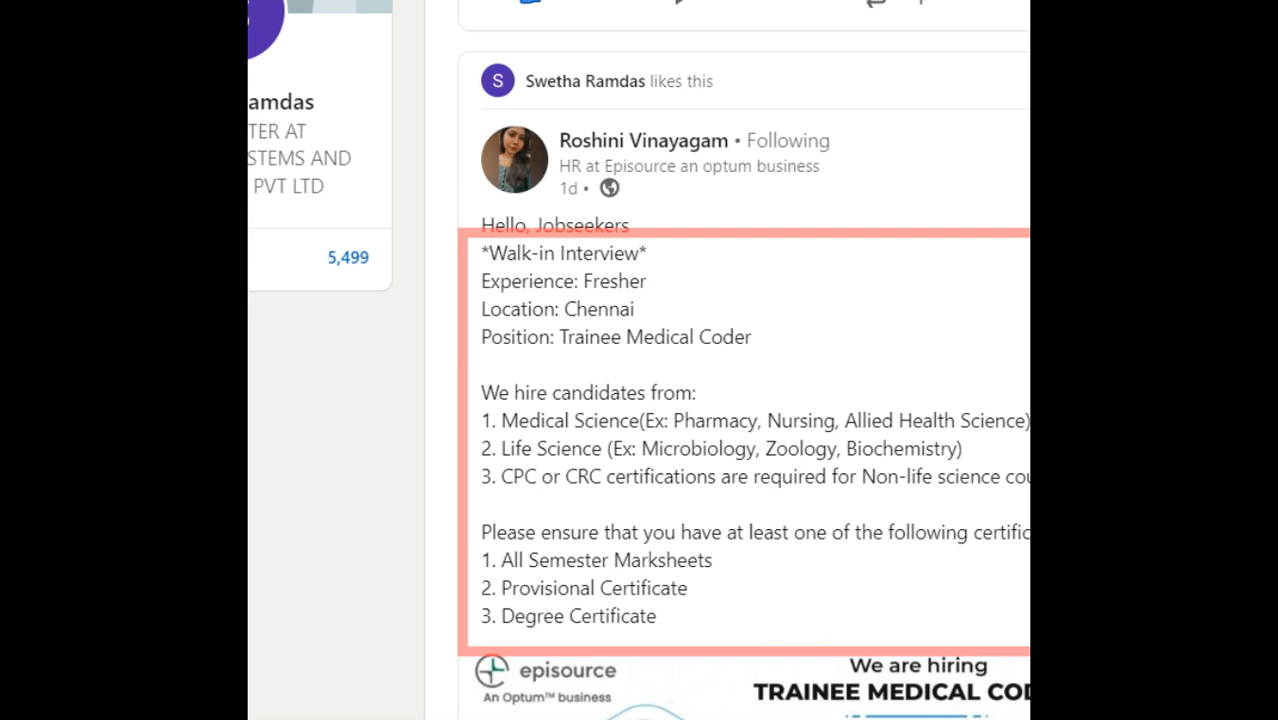 amdas
TER AT
STEMS AND
PVT LTD
5,499
S
Swetha Ramdas likes this
Roshini Vinayagam • Following
HR at Episource an optum business
1d •
Hello, Jobseekers
*Walk-in Interview*
Experience: Fresher
Location: Chennai
Position: Trainee Medical Coder
We hire candidates from:
1. Medical Science(Ex: Pharmacy, Nursing, Allied Health Science)
2. Life Science (Ex: Microbiology, Zoology, Biochemistry)
3. CPC or CRC certifications are required for Non-life science cou
Please ensure that you have at least one of the following certific
1. All Semester Marksheets
2. Provisional Certificate
3. Degree Certificate
episource
An Optum™ business
We are hiring
TRAINEE MEDICAL COD